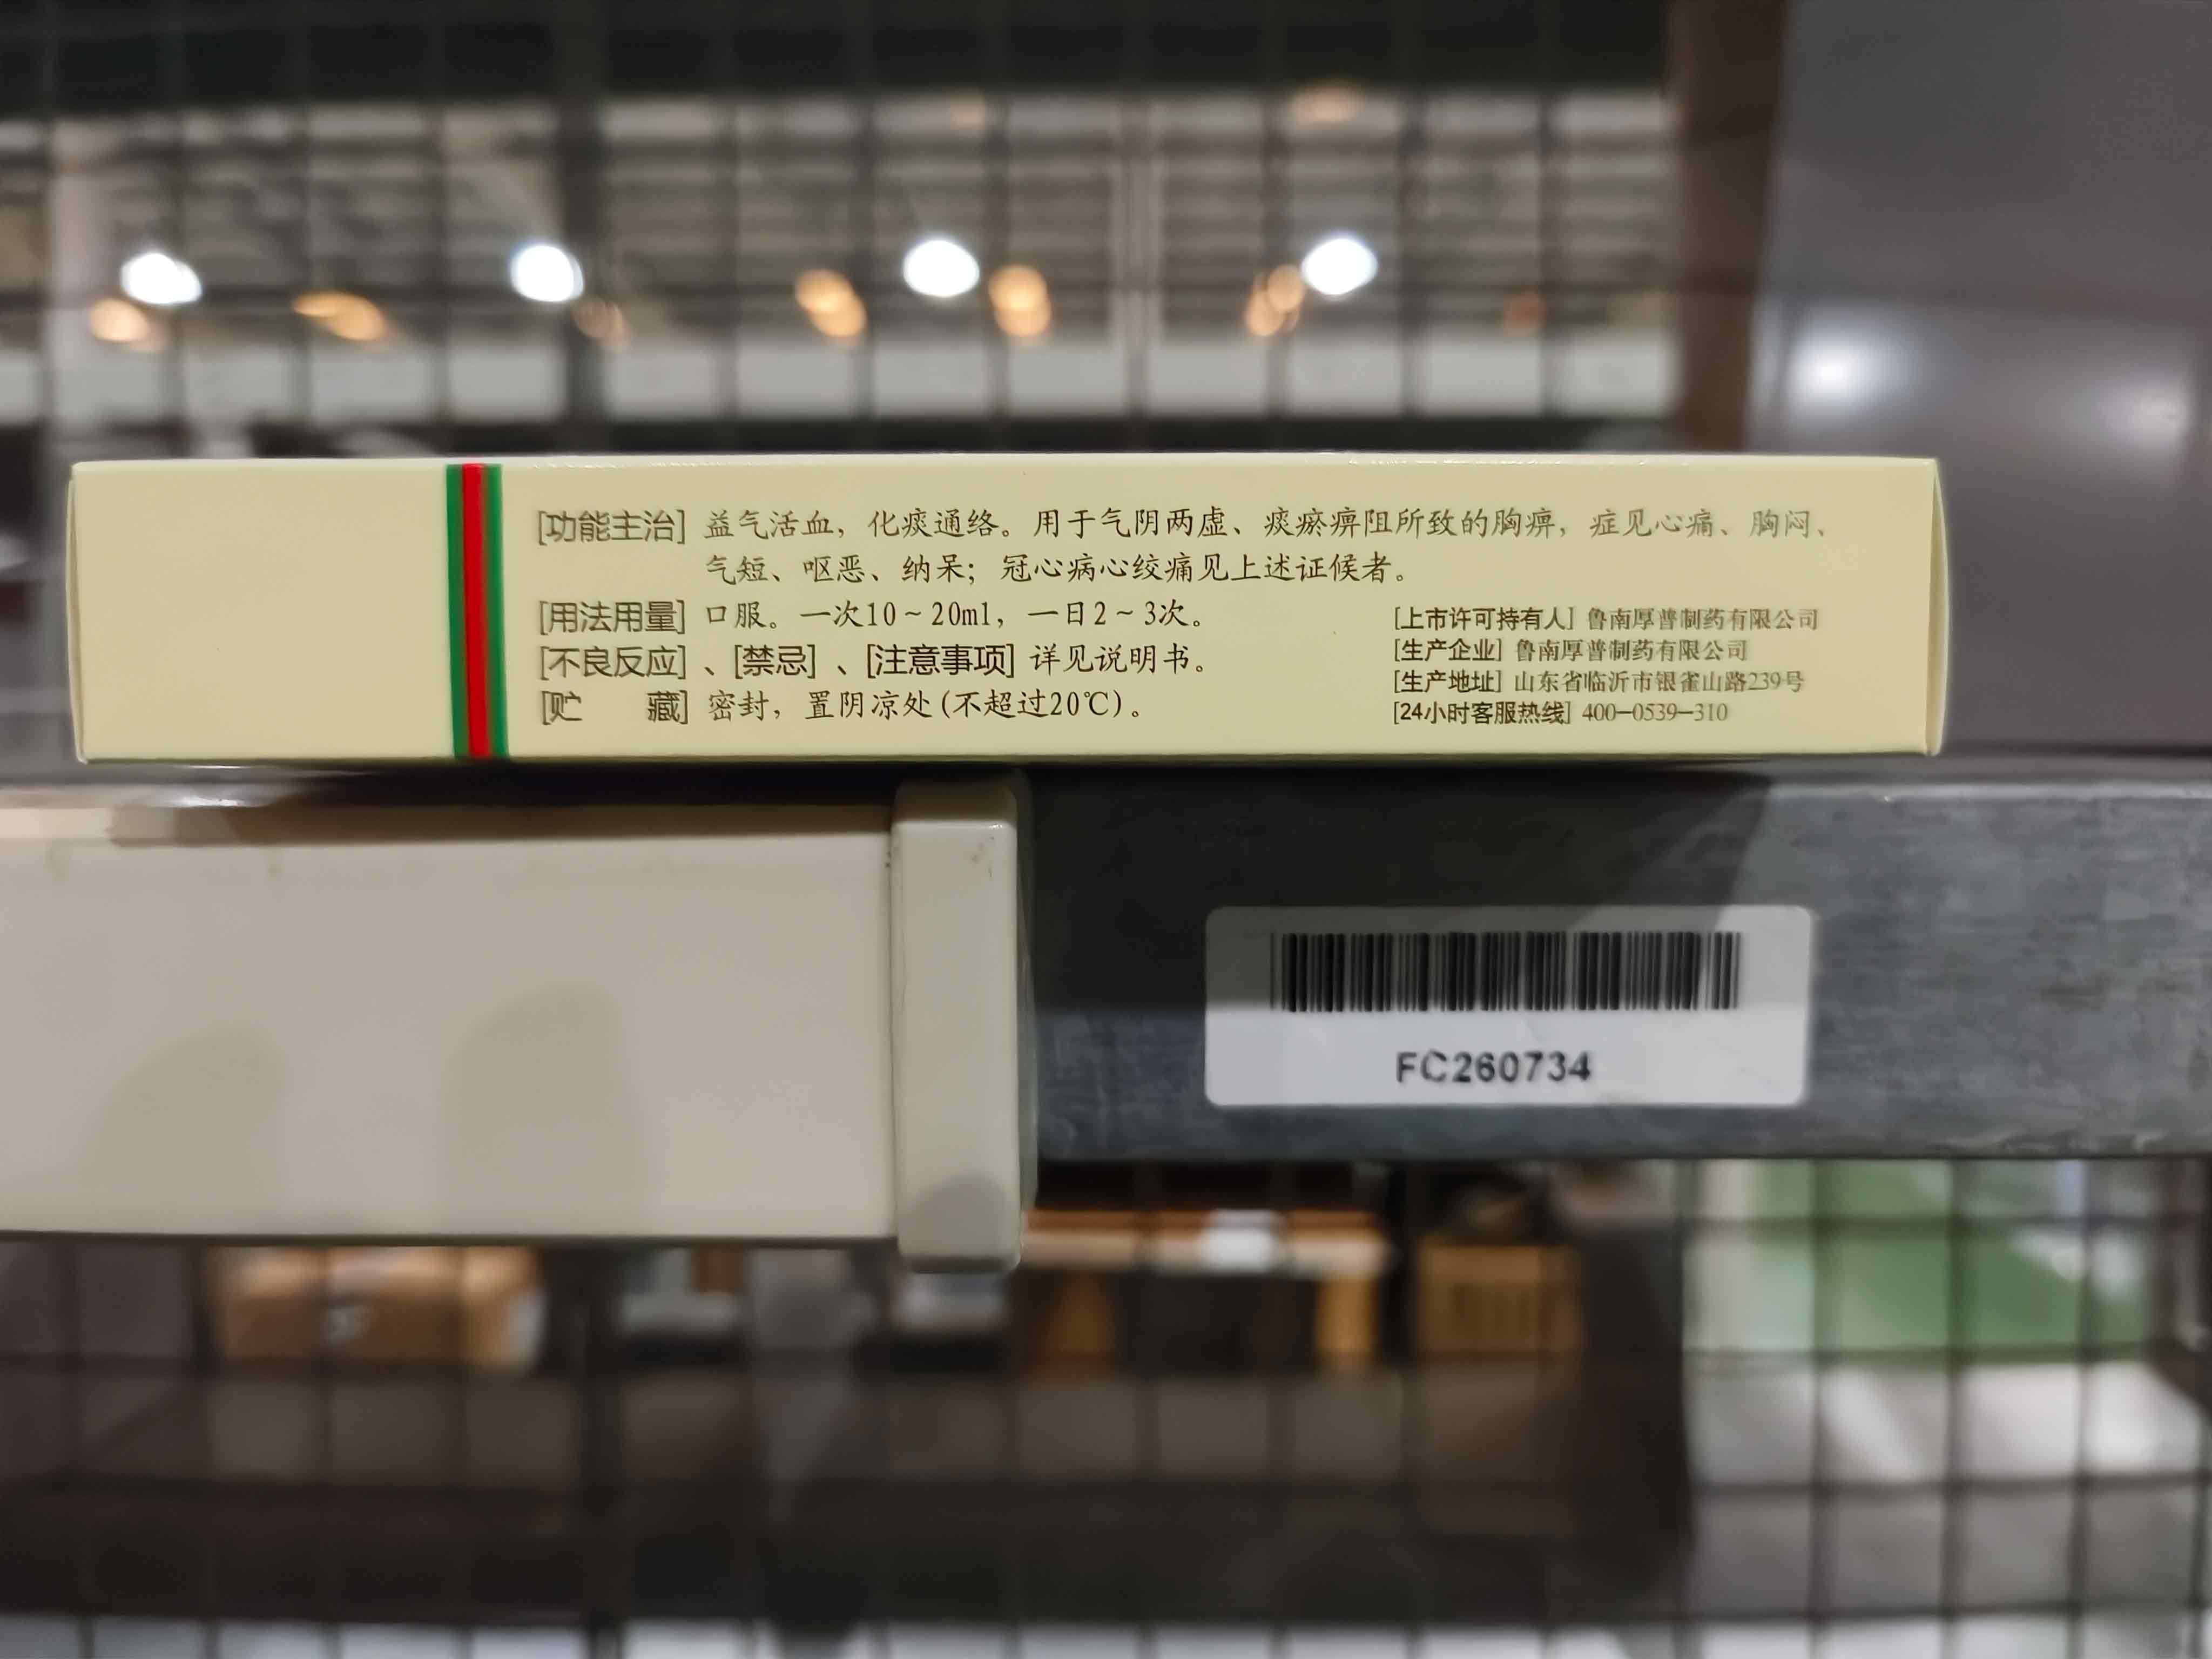 [功能主治] 益气活血，化痰通络。用于气阴两虚、痰瘀痹阻所致的胸痹，症见心痛、胸闷、
气短、呕恶、纳呆；冠心病心绞痛见上述证候者。
[用法用量] 口服。一次10～20ml，一日2～3次。
[不良反应]、[禁忌]、[注意事项] 详见说明书。
[贮 藏] 密封，置阴凉处(不超过20℃)。
[上市许可持有人] 鲁南厚普制药有限公司
[生产企业] 鲁南厚普制药有限公司
[生产地址] 山东省临沂市银雀山路239号
[24小时客服热线] 400-0539-310
FC260734